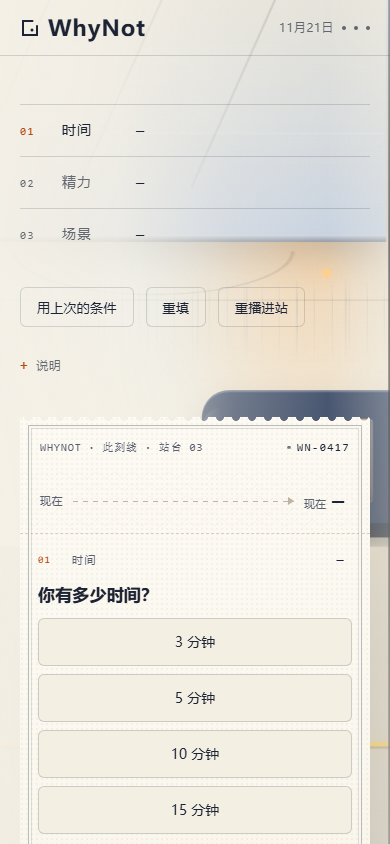 WhyNot 11月21日
01 时间 —
02 精力 —
03 场景 —
用上次的条件 重填 重播进站
+ 说明
WHYNOT · 此刻线 · 站台 03 WN-0417
现在 现在 —
01 时间 —
你有多少时间?
3 分钟
5 分钟
10 分钟
15 分钟